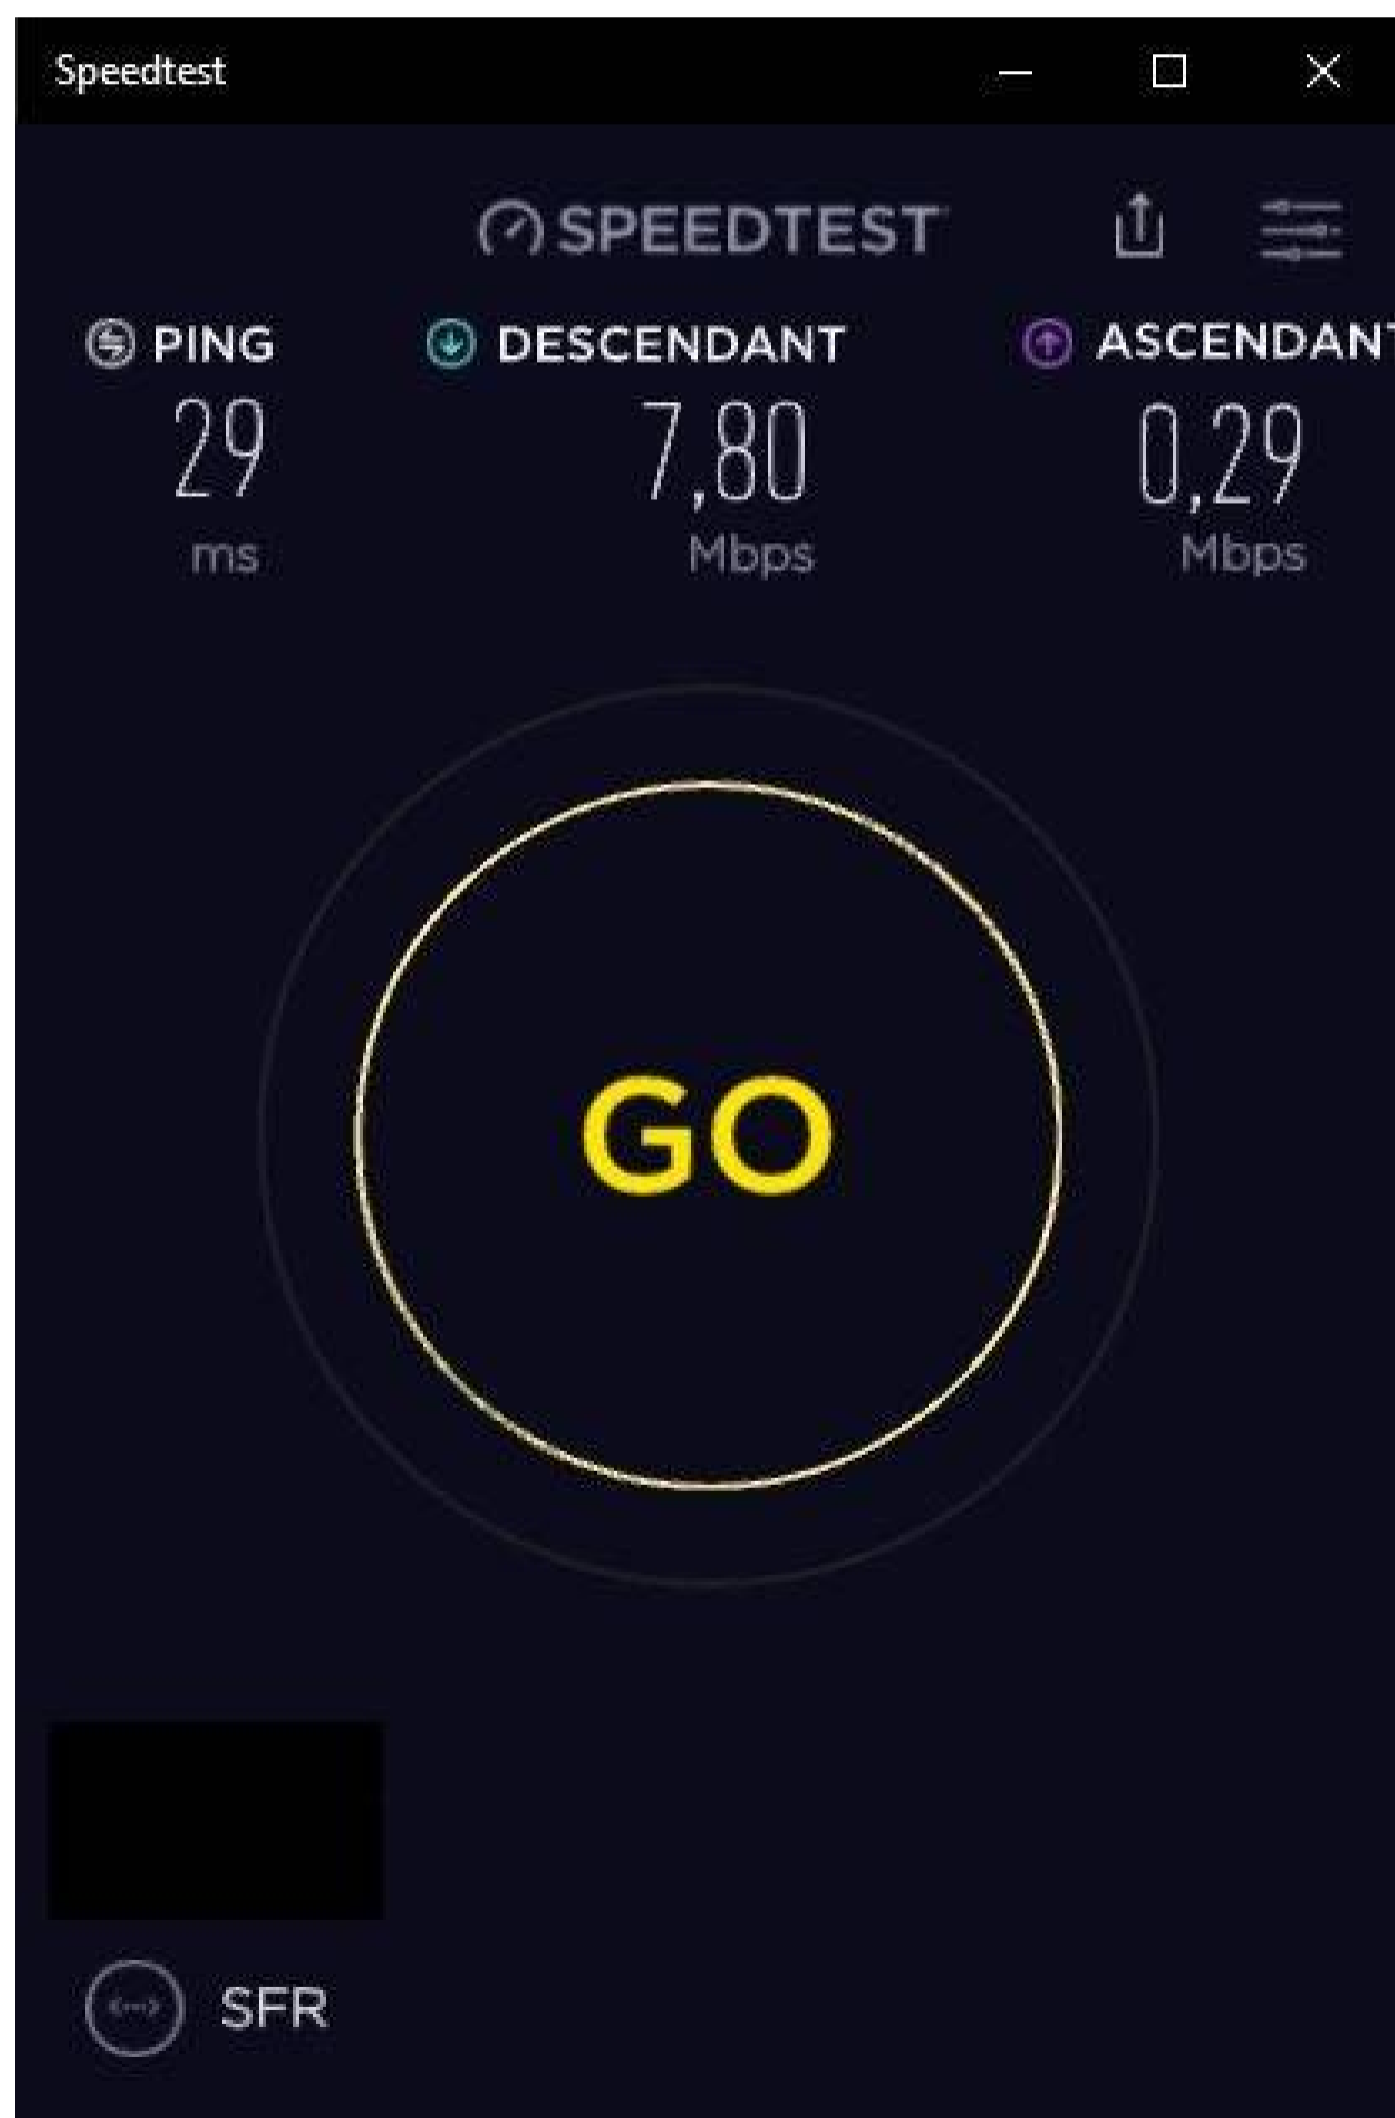 Speedtest
SPEEDTEST
PING
29
ms
DESCENDANT
7,80
Mbps
ASCENDANT
0,29
Mbps
GO
SFR